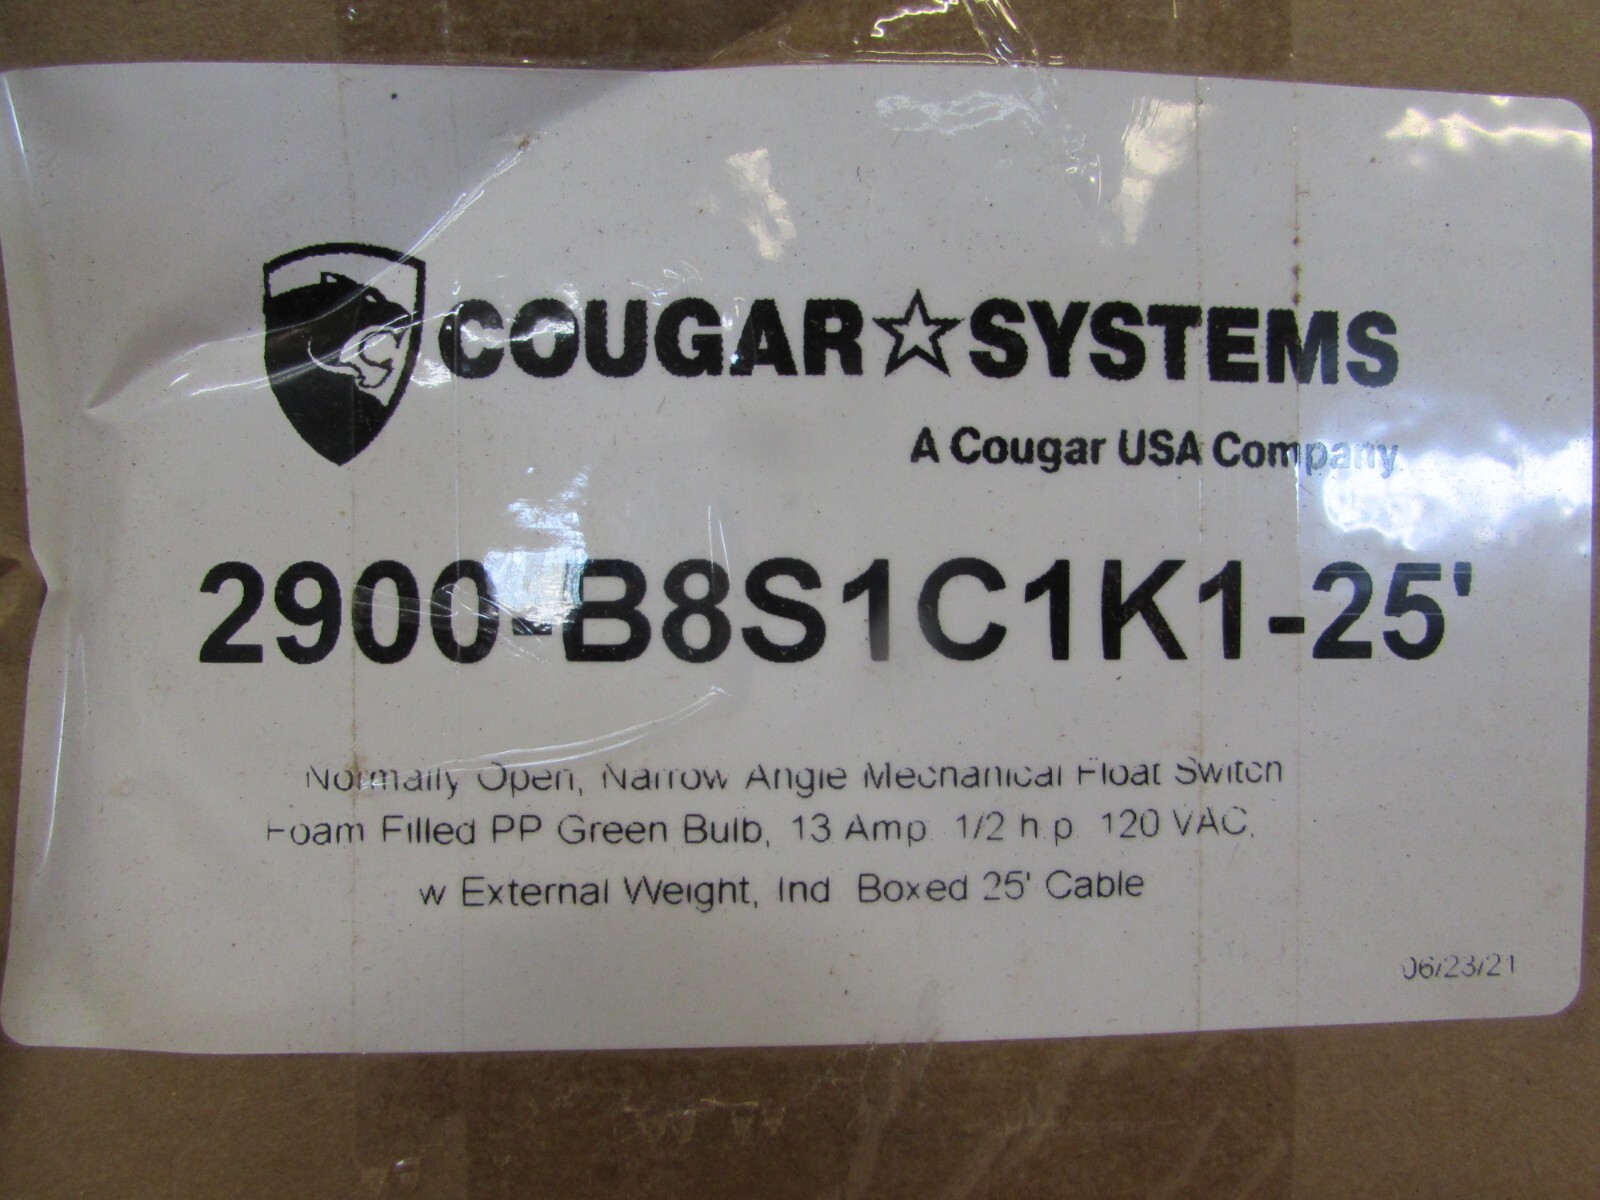 COUGAR☆SYSTEMS
A Cougar USA Company
2900-B8S1C1K1-25'
Normally Open, Narrow Angle Mechanical Float Switch
Foam Filled PP Green Bulb, 13 Amp 1/2 h.p. 120 VAC,
w External Weight, Ind Boxed 25' Cable
06/23/21